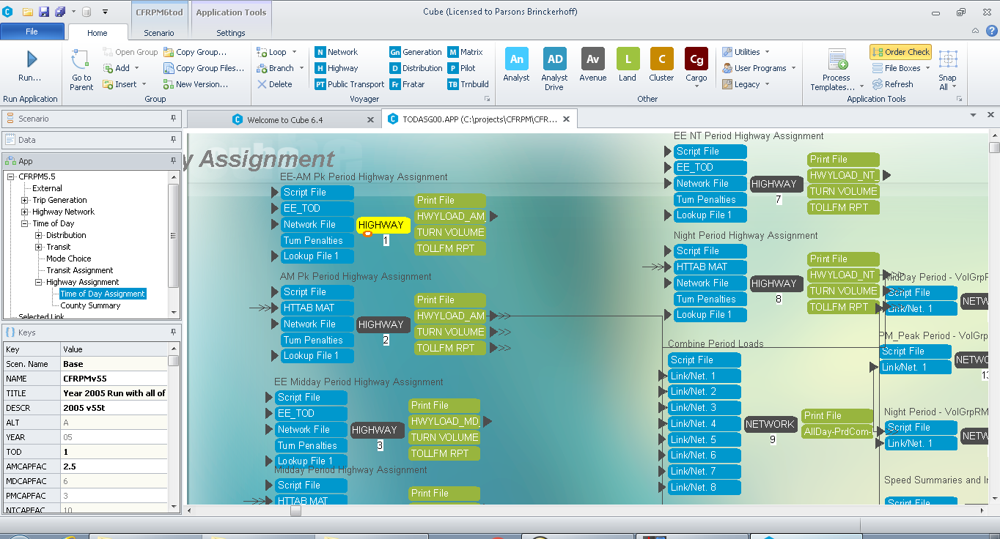 CFRPM6tod
Application Tools
Cube (Licensed to Parsons Brinckerhoff)
File
Home
Scenario
Settings
Run...
Run Application
Go to Parent
Open Group
Add
Insert
Copy Group...
Copy Group Files...
New Version...
Group
Loop
Branch
Delete
N Network
H Highway
PT Public Transport
Gn Generation
D Distribution
Fr Fratar
M Matrix
P Pilot
TB Trnbuild
Voyager
An
Analyst
AD
Analyst Drive
Av
Avenue
L
Land
C
Cluster
Cg
Cargo
Utilities
User Programs
Legacy
Other
Process Templates...
Order Check
File Boxes
Refresh
Snap All
Application Tools
Scenario
Data
App
CFRPM5.5
External
Trip Generation
Highway Network
Time of Day
Distribution
Transit
Mode Choice
Transit Assignment
Highway Assignment
Time of Day Assignment
County Summary
Selected Link
Keys
Key Value
Scen. Name Base
NAME CFRPMv55
TITLE Year 2005 Run with all of
DESCR 2005 v55t
ALT A
YEAR 05
TOD 1
AMCAPFAC 2.5
MDCAPFAC 6
PMCAPFAC 3
NTCAPFAC 10
Welcome to Cube 6.4
TODASG00.APP (C:\projects\CFRPM\CFR...
y Assignment
EE-AM Pk Period Highway Assignment
Script File
EE_TOD
Network File
Turn Penalties
Lookup File 1
HIGHWAY
1
Print File
HWYLOAD_AM_
TURN VOLUME
TOLLFM RPT
AM Pk Period Highway Assignment
Script File
HTTAB MAT
Network File
Turn Penalties
Lookup File 1
HIGHWAY
2
Print File
HWYLOAD_AM
TURN VOLUME
TOLLFM RPT
EE Midday Period Highway Assignment
Script File
EE_TOD
Network File
Turn Penalties
Lookup File 1
HIGHWAY
3
Print File
HWYLOAD_MD_
TURN VOLUME
TOLLFM RPT
Midday Period Highway Assignment
Script File
HTTAB MAT
Print File
EE NT Period Highway Assignment
Script File
EE_TOD
Network File
Turn Penalties
Lookup File 1
HIGHWAY
7
Print File
HWYLOAD_NT_
TURN VOLUME
TOLLFM RPT
Night Period Highway Assignment
Script File
HTTAB MAT
Network File
Turn Penalties
Lookup File 1
HIGHWAY
8
Print File
HWYLOAD_NT
TURN VOLUME
TOLLFM RPT
Combine Period Loads
Script File
Link/Net. 1
Link/Net. 2
Link/Net. 3
Link/Net. 4
Link/Net. 5
Link/Net. 6
Link/Net. 7
Link/Net. 8
NETWORK
9
Print File
AllDay-PrdCom-
MidDay Period - VolGrpR
Script File
Link/Net. 1
NETW
PM_Peak Period - VolGrp
Script File
Link/Net. 1
NETWO
13
Night Period - VolGrpRM
Script File
Link/Net. 1
NETW
Speed Summaries and In
Script File